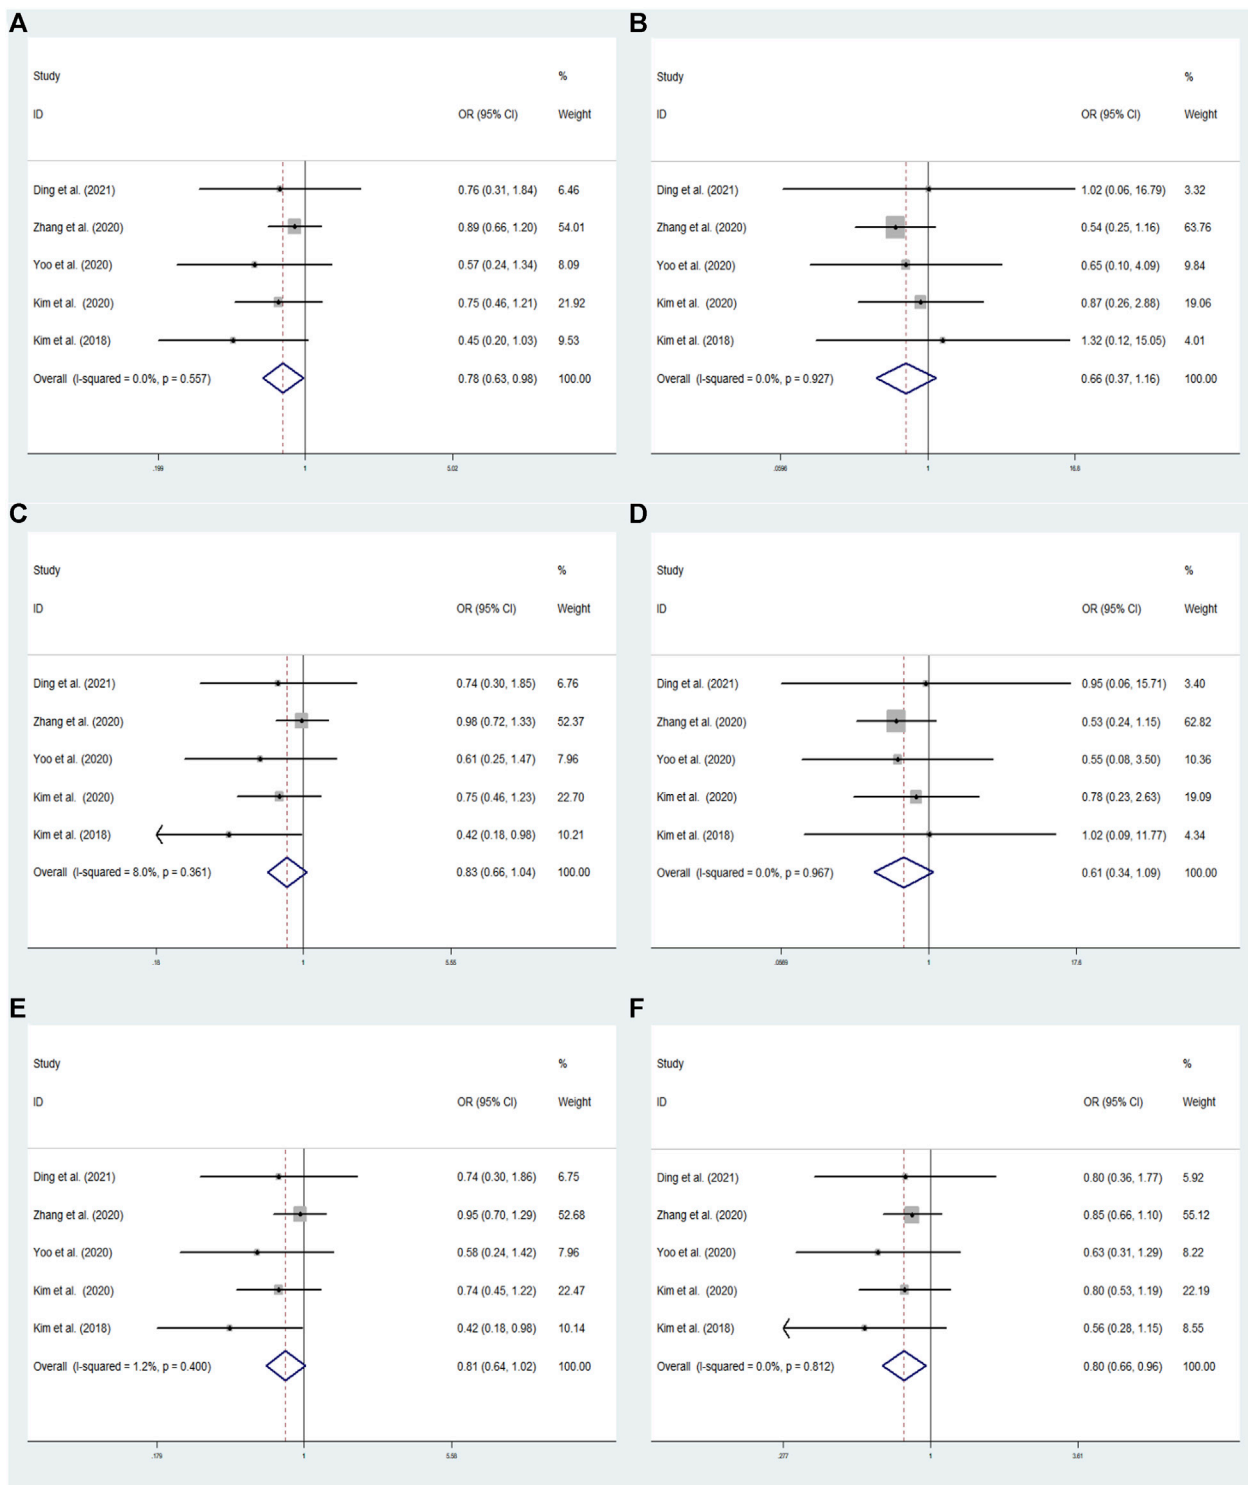 A
Study %
ID OR (95% CI) Weight
Ding et al. (2021) 0.76 (0.31, 1.84) 6.46
Zhang et al. (2020) 0.89 (0.66, 1.20) 54.01
Yoo et al. (2020) 0.57 (0.24, 1.34) 8.09
Kim et al. (2020) 0.75 (0.46, 1.21) 21.92
Kim et al. (2018) 0.45 (0.20, 1.03) 9.53
Overall (I-squared = 0.0%, p = 0.557) 0.78 (0.63, 0.98) 100.00
.199 1 5.02
B
Study %
ID OR (95% CI) Weight
Ding et al. (2021) 1.02 (0.06, 16.79) 3.32
Zhang et al. (2020) 0.54 (0.25, 1.16) 63.76
Yoo et al. (2020) 0.65 (0.10, 4.09) 9.84
Kim et al. (2020) 0.87 (0.26, 2.88) 19.06
Kim et al. (2018) 1.32 (0.12, 15.05) 4.01
Overall (I-squared = 0.0%, p = 0.927) 0.66 (0.37, 1.16) 100.00
.0596 1 16.8
C
Study %
ID OR (95% CI) Weight
Ding et al. (2021) 0.74 (0.30, 1.85) 6.76
Zhang et al. (2020) 0.98 (0.72, 1.33) 52.37
Yoo et al. (2020) 0.61 (0.25, 1.47) 7.96
Kim et al. (2020) 0.75 (0.46, 1.23) 22.70
Kim et al. (2018) 0.42 (0.18, 0.98) 10.21
Overall (I-squared = 8.0%, p = 0.361) 0.83 (0.66, 1.04) 100.00
.18 1 5.55
D
Study %
ID OR (95% CI) Weight
Ding et al. (2021) 0.95 (0.06, 15.71) 3.40
Zhang et al. (2020) 0.53 (0.24, 1.15) 62.82
Yoo et al. (2020) 0.55 (0.08, 3.50) 10.36
Kim et al. (2020) 0.78 (0.23, 2.63) 19.09
Kim et al. (2018) 1.02 (0.09, 11.77) 4.34
Overall (I-squared = 0.0%, p = 0.967) 0.61 (0.34, 1.09) 100.00
.0569 1 17.6
E
Study %
ID OR (95% CI) Weight
Ding et al. (2021) 0.74 (0.30, 1.86) 6.75
Zhang et al. (2020) 0.95 (0.70, 1.29) 52.68
Yoo et al. (2020) 0.58 (0.24, 1.42) 7.96
Kim et al. (2020) 0.74 (0.45, 1.22) 22.47
Kim et al. (2018) 0.42 (0.18, 0.98) 10.14
Overall (I-squared = 1.2%, p = 0.400) 0.81 (0.64, 1.02) 100.00
.179 1 5.58
F
Study %
ID OR (95% CI) Weight
Ding et al. (2021) 0.80 (0.36, 1.77) 5.92
Zhang et al. (2020) 0.85 (0.66, 1.10) 55.12
Yoo et al. (2020) 0.63 (0.31, 1.29) 8.22
Kim et al. (2020) 0.80 (0.53, 1.19) 22.19
Kim et al. (2018) 0.56 (0.28, 1.15) 8.55
Overall (I-squared = 0.0%, p = 0.812) 0.80 (0.66, 0.96) 100.00
.277 1 3.61